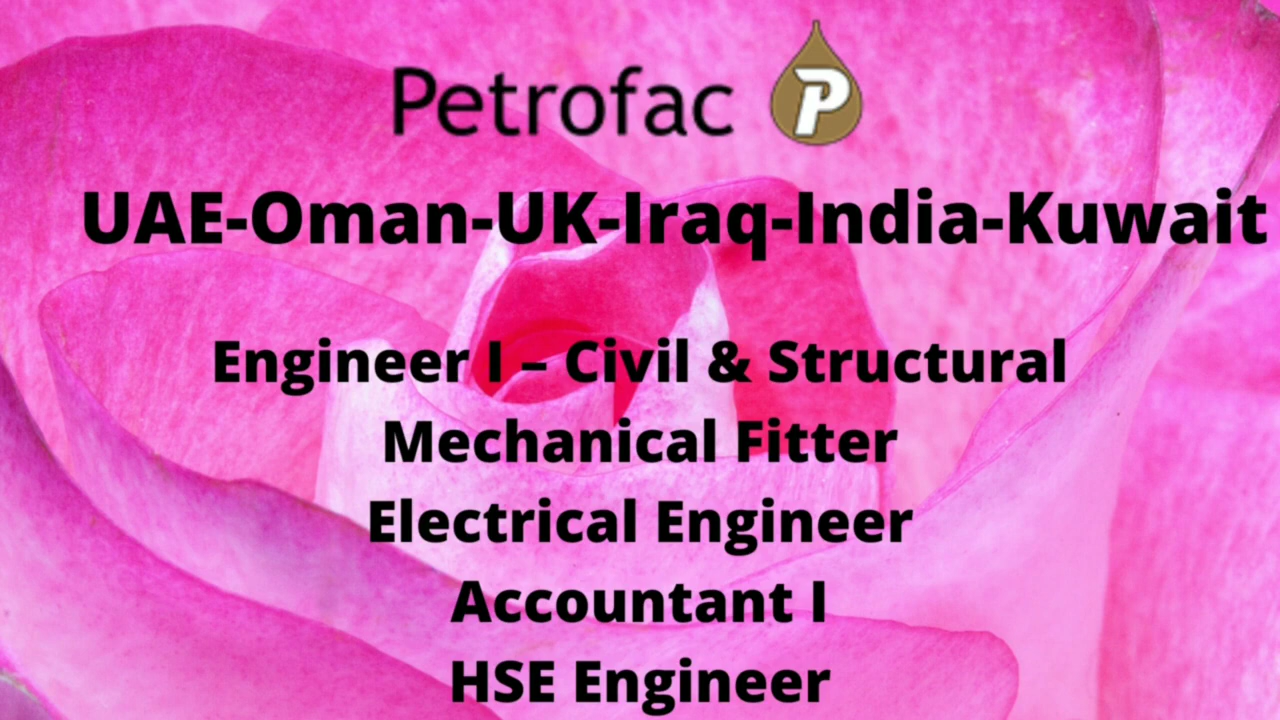 Petrofac P
UAE-Oman-UK-Iraq-India-Kuwait
Engineer I – Civil & Structural
Mechanical Fitter
Electrical Engineer
Accountant I
HSE Engineer